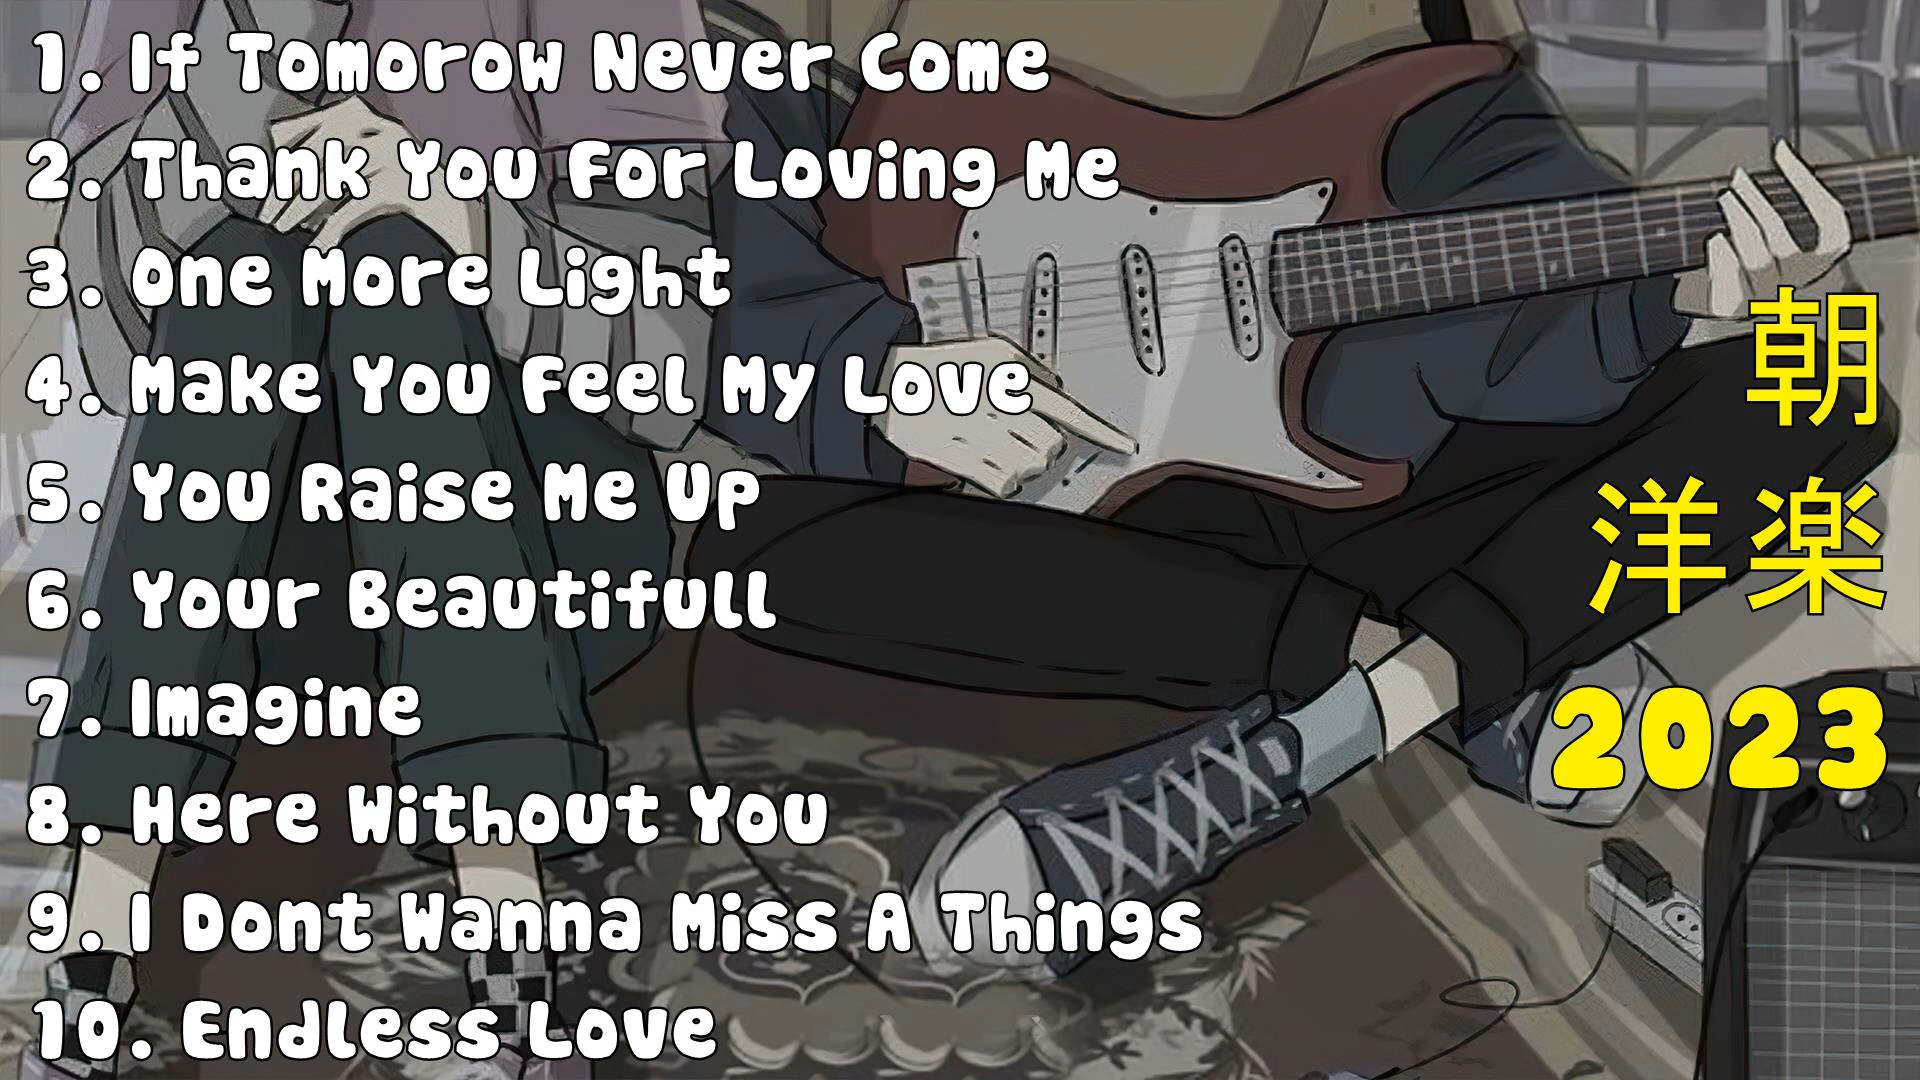 1. If Tomorow Never Come
2. Thank You For Loving Me
3. One More Light
4. Make You Feel My Love
5. You Raise Me Up
6. Your Beautifull
7. Imagine
8. Here Without You
9. I Dont Wanna Miss A Things
10. Endless Love
朝
洋楽
2023